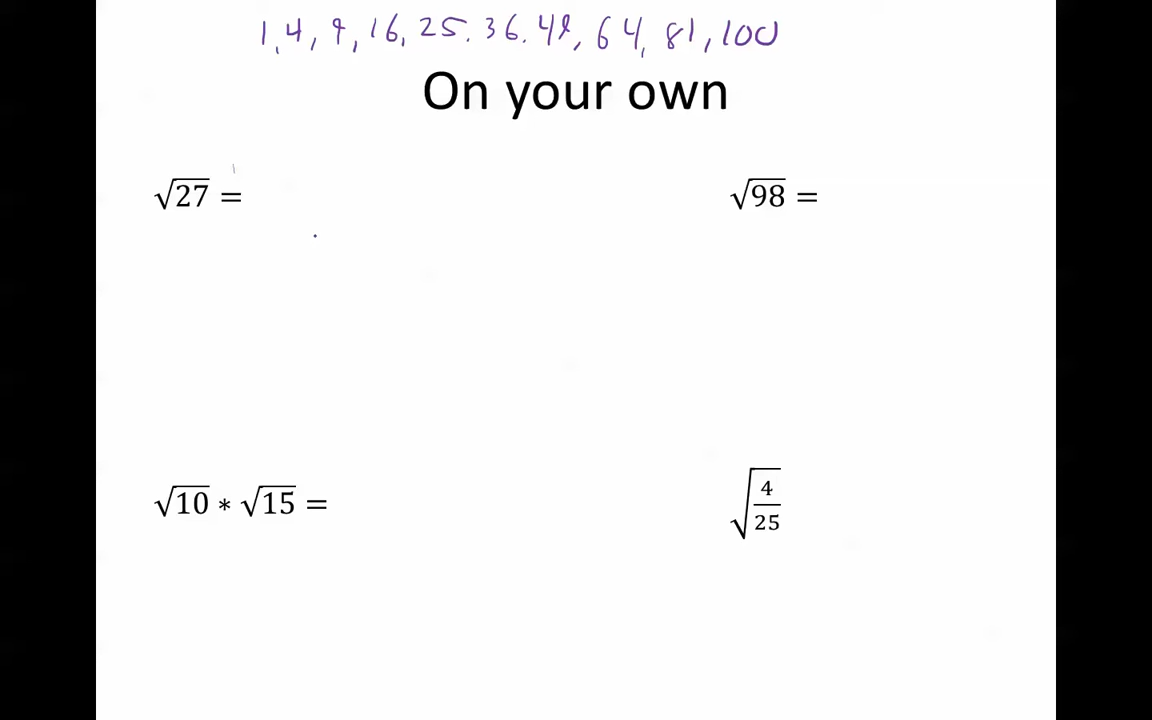 1, 4, 9, 16, 25. 36. 49, 64, 81, 100
On your own
√27 =
√98 =
√10 * √15 =
√(4/25)